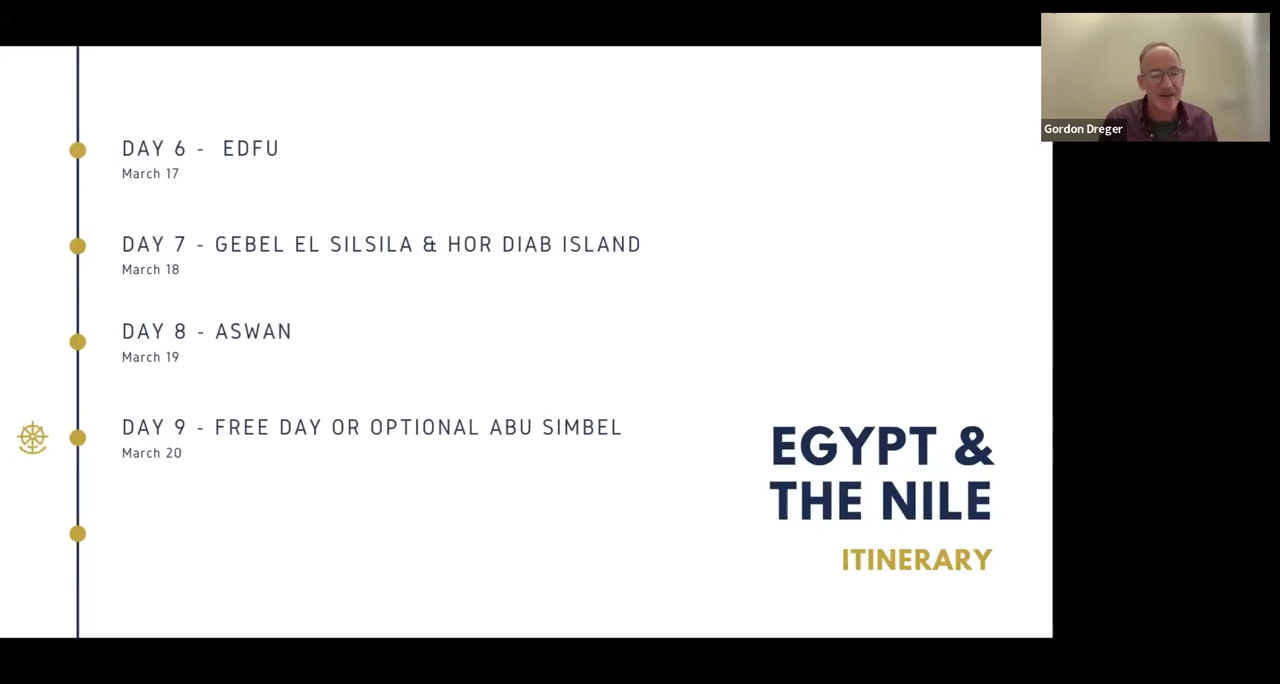 DAY 6 - EDFU
March 17
DAY 7 - GEBEL EL SILSILA & HOR DIAB ISLAND
March 18
DAY 8 - ASWAN
March 19
DAY 9 - FREE DAY OR OPTIONAL ABU SIMBEL
March 20
EGYPT &
THE NILE
ITINERARY
Gordon Dreger